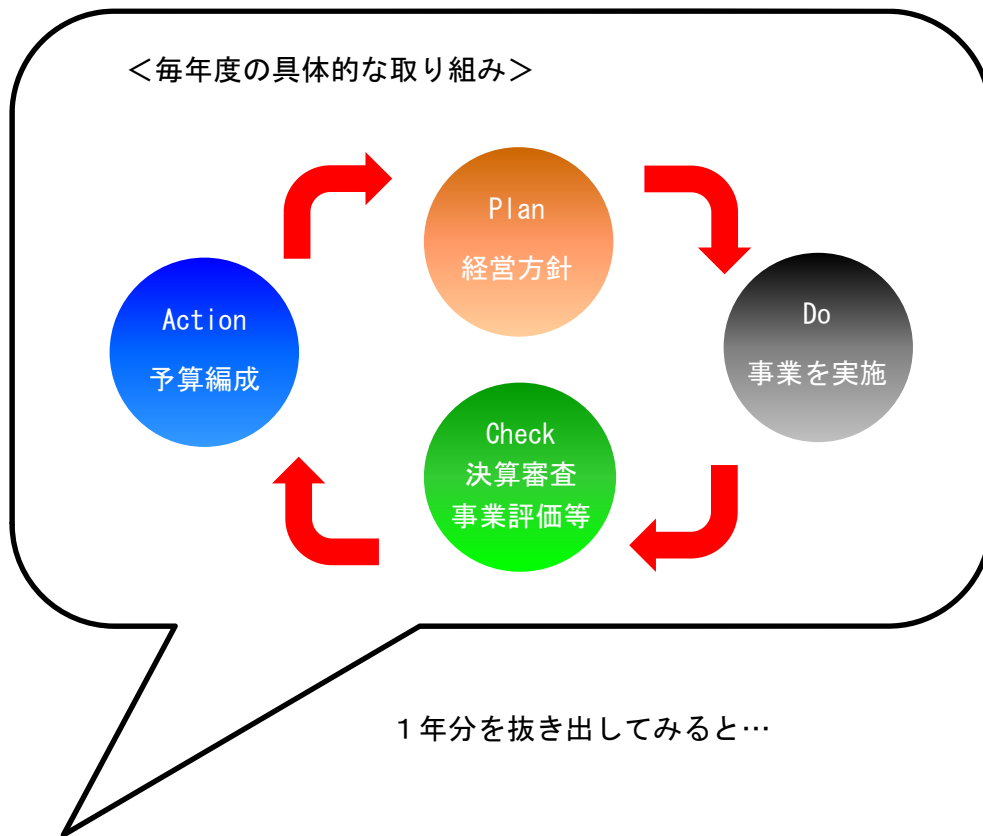 ＜毎年度の具体的な取り組み＞
Plan
経営方針
Action
予算編成
Do
事業を実施
Check
決算審査
事業評価等
１年分を抜き出してみると…